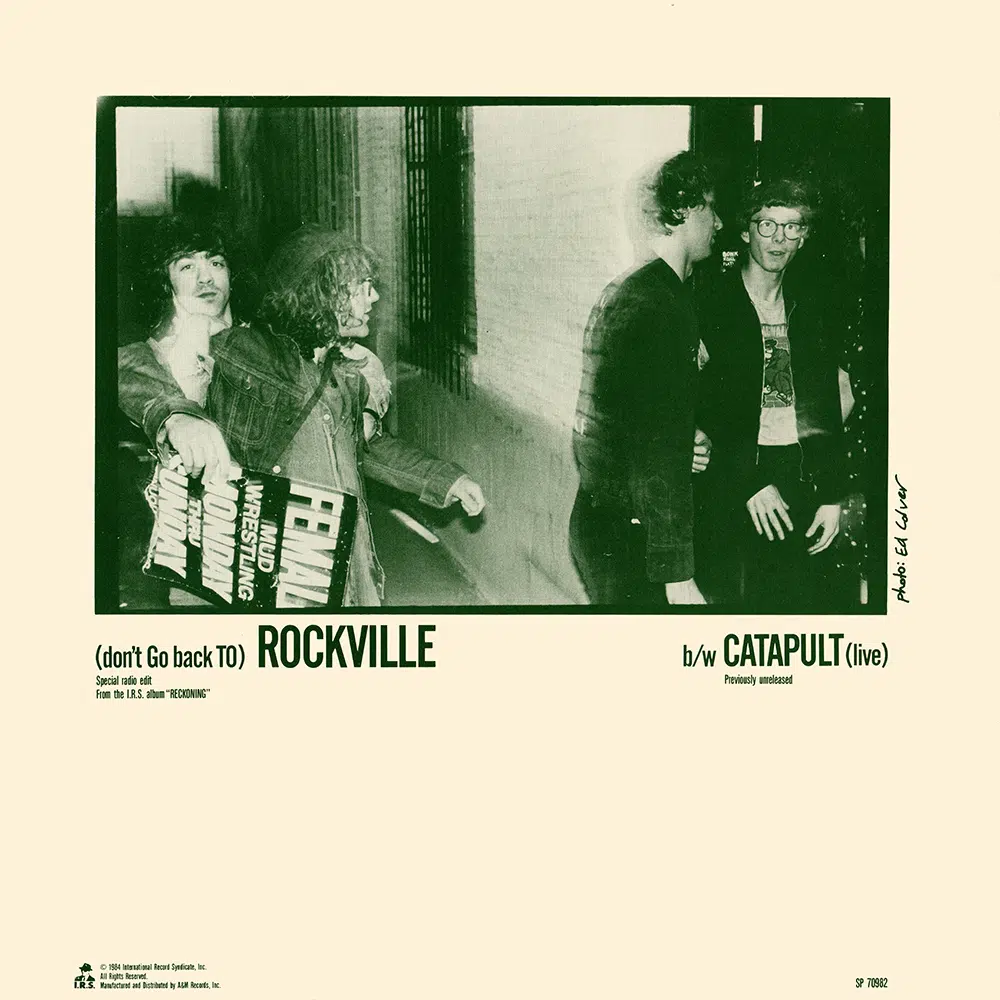 FEMAL
MUD
WRESTLING
MONDAY
THRU
SUNDAY
photo: Ed Colver
(don't Go back TO) ROCKVILLE
Special radio edit
From the I.R.S. album "RECKONING"
b/w CATAPULT (live)
Previously unreleased
I.R.S.
© 1984 International Record Syndicate, Inc.
All Rights Reserved.
Manufactured and Distributed by A&M Records, Inc.
SP 70982